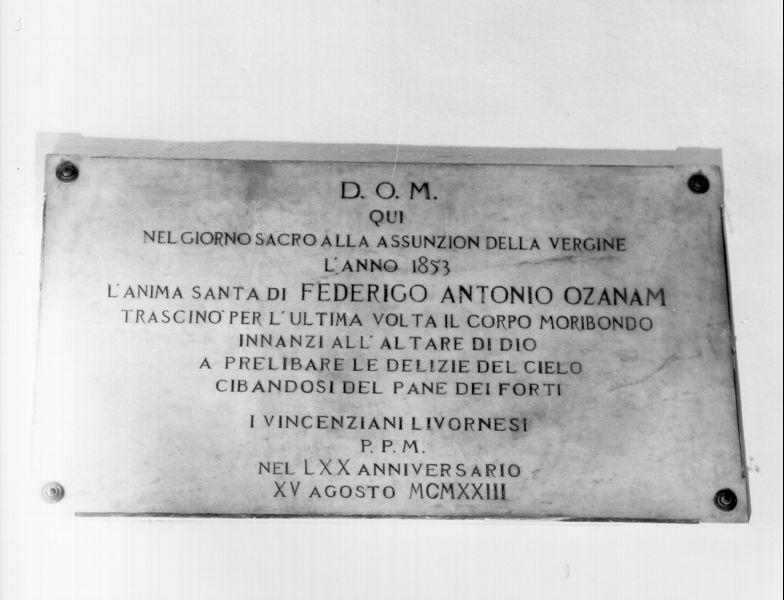 D. O. M.
QUI
NEL GIORNO SACRO ALLA ASSUNZION DELLA VERGINE
L'ANNO 1853
L'ANIMA SANTA DI FEDERIGO ANTONIO OZANAM
TRASCINO' PER L'ULTIMA VOLTA IL CORPO MORIBONDO
INNANZI ALL' ALTARE DI DIO
A PRELIBARE LE DELIZIE DEL CIELO
CIBANDOSI DEL PANE DEI FORTI
I VINCENZIANI LIVORNESI
P. P. M.
NEL LXX ANNIVERSARIO
XV AGOSTO MCMXXIII